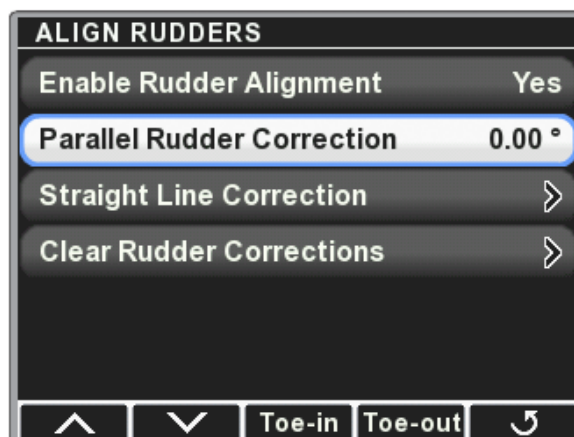 ALIGN RUDDERS
Enable Rudder Alignment Yes
Parallel Rudder Correction 0.00 °
Straight Line Correction
Clear Rudder Corrections
Toe-in Toe-out